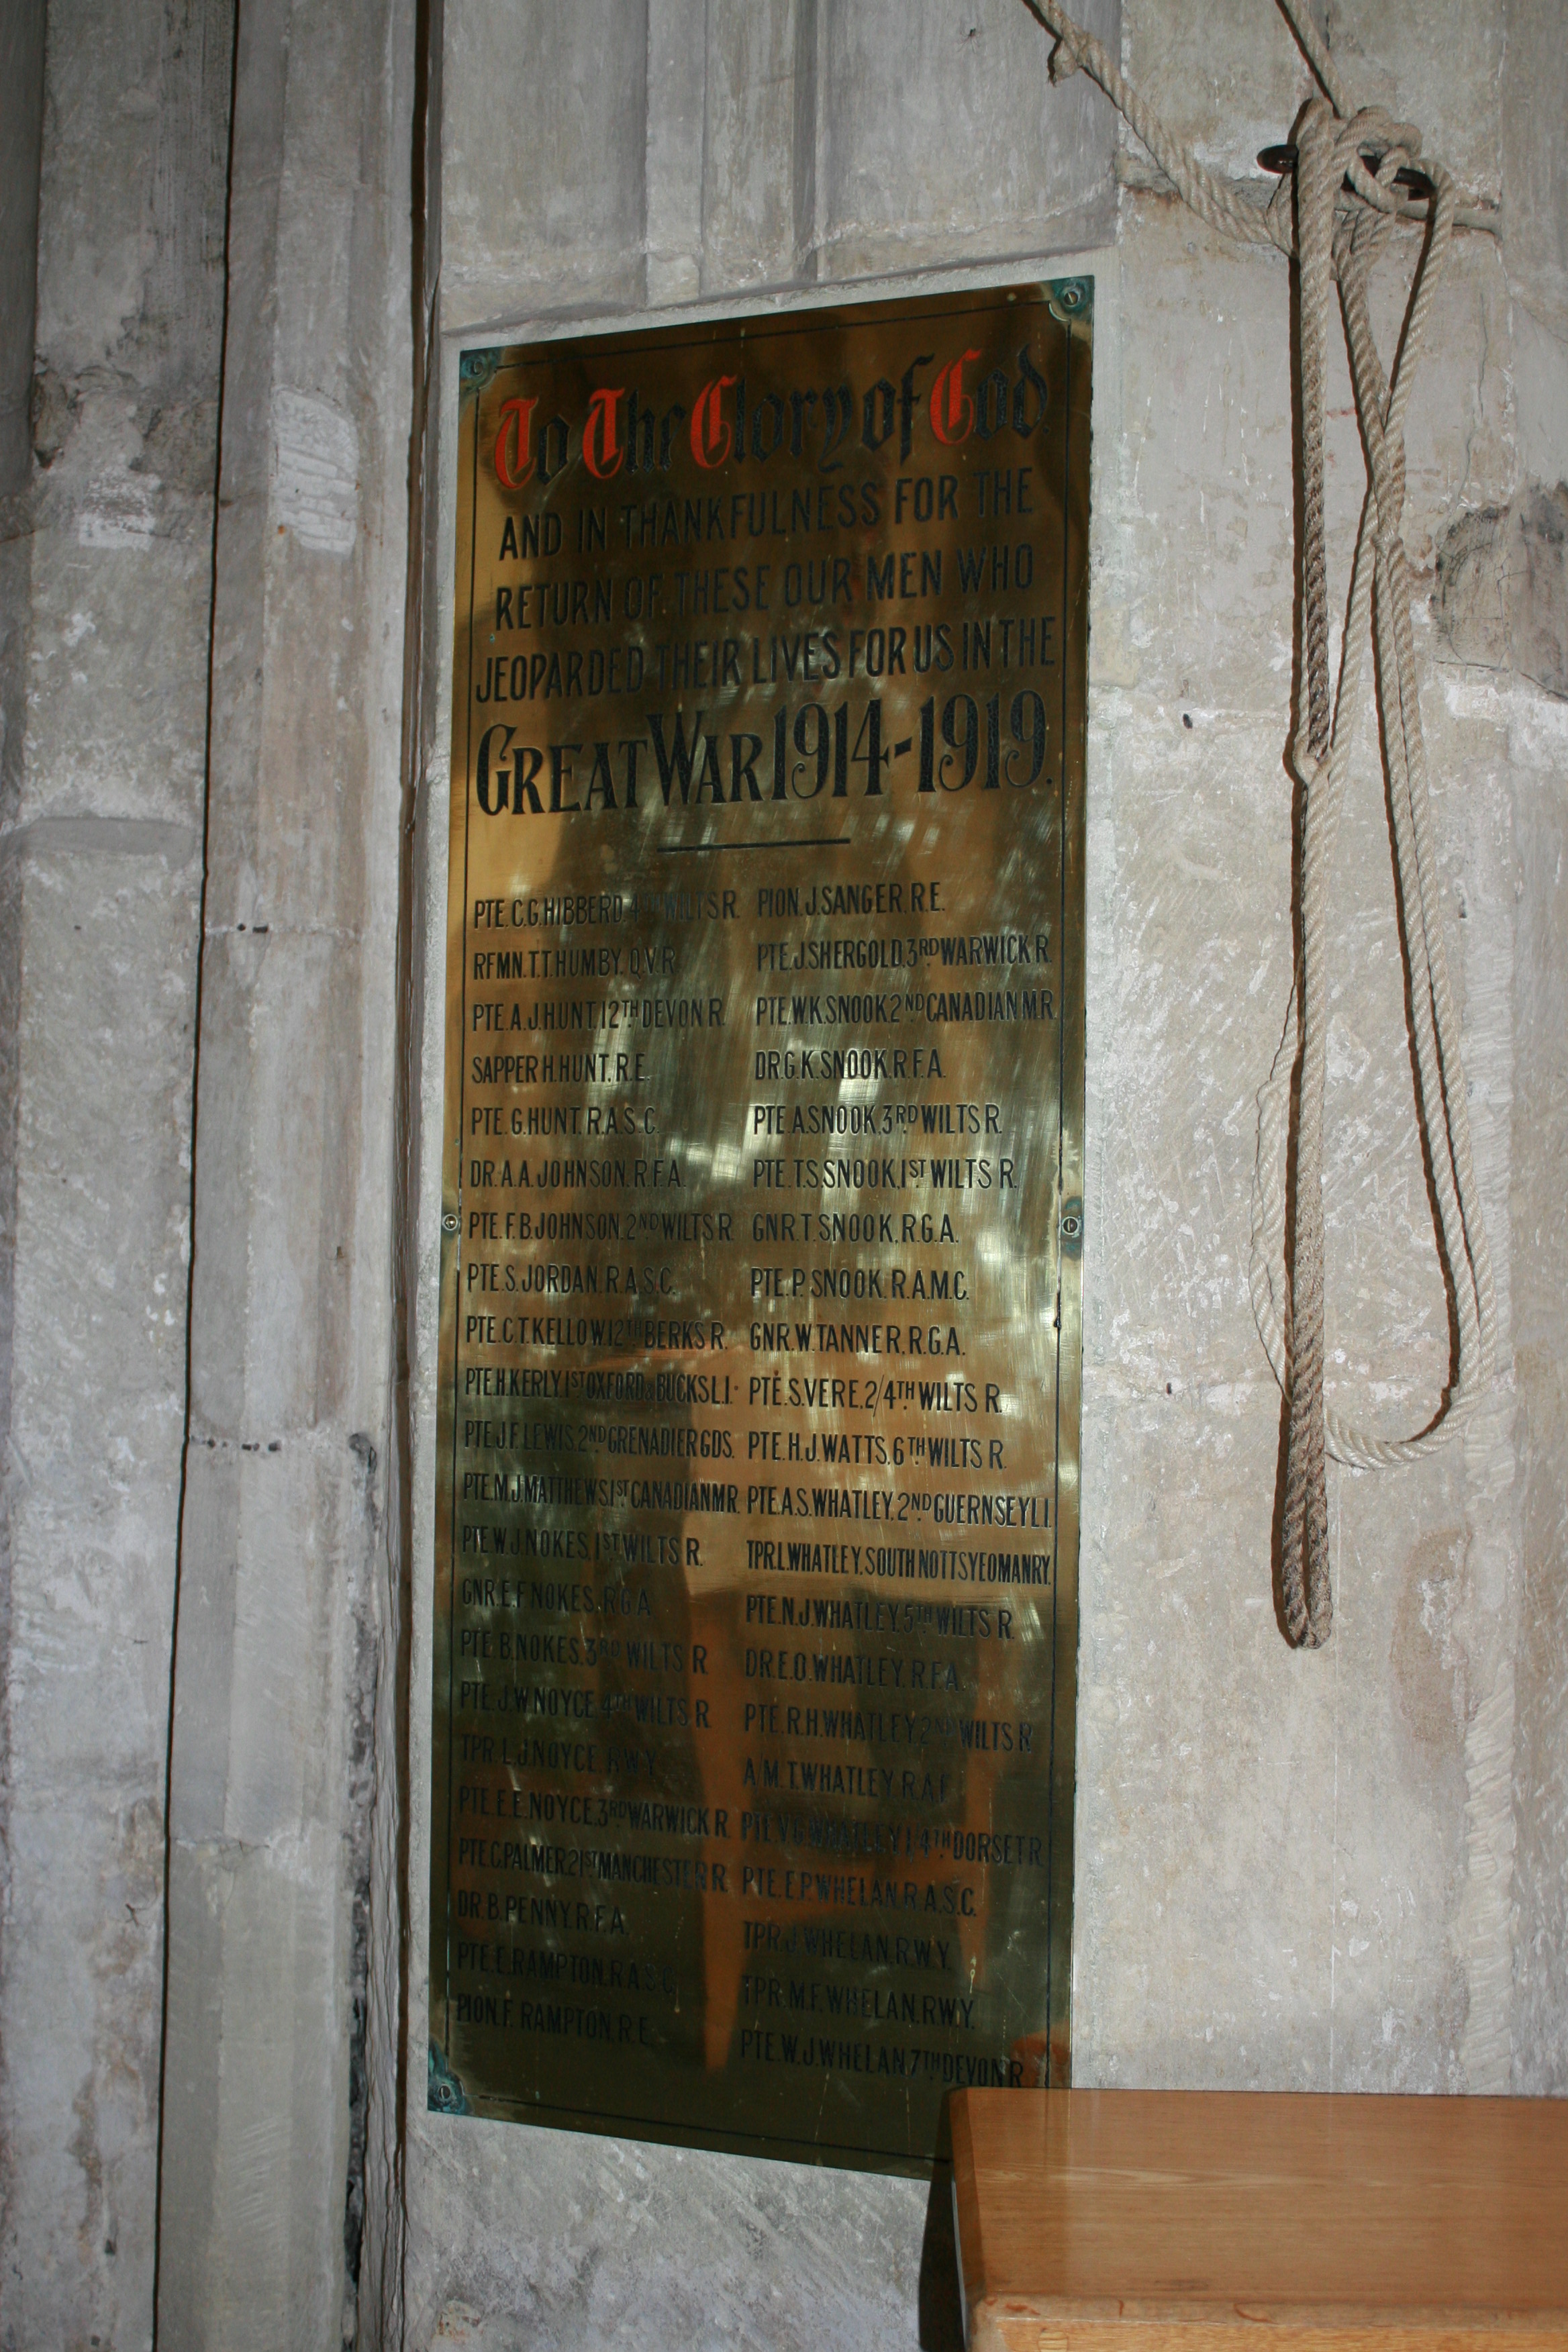 To The Glory of God
AND IN THANKFULNESS FOR THE
RETURN OF THESE OUR MEN WHO
JEOPARDED THEIR LIVES FOR US IN THE
GREAT WAR 1914-1919.
PTE. C.G. HIBBERD. 4TH WILTS R.
RFMN. T.T. HUMBY. Q.V.R.
PTE. A.J. HUNT. 12TH DEVON R.
SAPPER H. HUNT. R.E.
PTE. G. HUNT. R.A.S.C.
DR. A.A. JOHNSON. R.F.A.
PTE. F.B. JOHNSON. 2ND WILTS R.
PTE. S. JORDAN. R.A.S.C.
PTE. C.T. KELLOW. 12TH BERKS R.
PTE. H. KERLY. 1ST OXFORD & BUCKS L.I.
PTE. J.F. LEWIS. 2ND GRENADIER GDS.
PTE. M.J. MATTHEWS 1ST CANADIAN M.R.
PTE. W.J. NOKES. 1ST WILTS R.
GNR. E.F. NOKES. R.G.A.
PTE. B. NOKES. 3RD WILTS R.
PTE. J.W. NOYCE. 4TH WILTS R.
TPR. L.J. NOYCE. R.W.Y.
PTE. E.E. NOYCE. 3RD WARWICK R.
PTE. C. PALMER. 21ST MANCHESTER R.
DR. B. PENNY. R.F.A.
PTE. E. RAMPTON. R.A.S.C.
PION. F. RAMPTON. R.E.
PION. J. SANGER. R.E.
PTE. J. SHERGOLD. 3RD WARWICK R.
PTE. W.K. SNOOK 2ND CANADIAN M.R.
DR. G.K. SNOOK. R.F.A.
PTE. A. SNOOK. 3RD WILTS R.
PTE. T.S. SNOOK. 1ST WILTS R.
GNR. T. SNOOK. R.G.A.
PTE. P. SNOOK. R.A.M.C.
GNR. W. TANNER. R.G.A.
PTE. S. VERE. 2/4TH WILTS R.
PTE. H.J. WATTS. 6TH WILTS R.
PTE. A.S. WHATLEY. 2ND GUERNSEY L.I.
TPR. L. WHATLEY. SOUTH NOTTS YEOMANRY.
PTE. N.J. WHATLEY. 5TH WILTS R.
DR. E.O. WHATLEY. R.F.A.
PTE. R.H. WHATLEY. 2ND WILTS R.
A.M. T. WHATLEY. R.A.F.
PTE. V.G. WHATLEY. 1/4TH DORSET R.
PTE. E.P. WHELAN. R.A.S.C.
TPR. J. WHELAN. R.W.Y.
TPR. M.F. WHELAN. R.W.Y.
PTE. W.J. WHELAN. 7TH DEVON R.